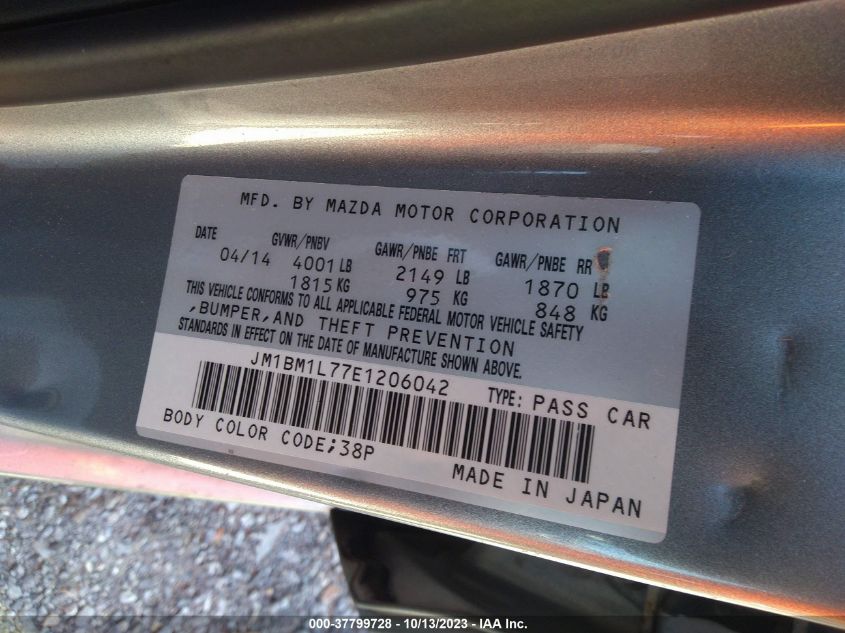 MFD. BY MAZDA MOTOR CORPORATION
DATE GVWR/PNBV GAWR/PNBE FRT GAWR/PNBE RR
04/14 4001 LB 2149 LB 1870 LB
1815 KG 975 KG 848 KG
THIS VEHICLE CONFORMS TO ALL APPLICABLE FEDERAL MOTOR VEHICLE SAFETY
,BUMPER,AND THEFT PREVENTION
STANDARDS IN EFFECT ON THE DATE OF MANUFACTURE SHOWN ABOVE.
JM1BM1L77E1206042 TYPE: PASS CAR
BODY COLOR CODE;38P
MADE IN JAPAN
000-37799728 - 10/13/2023 - IAA Inc.